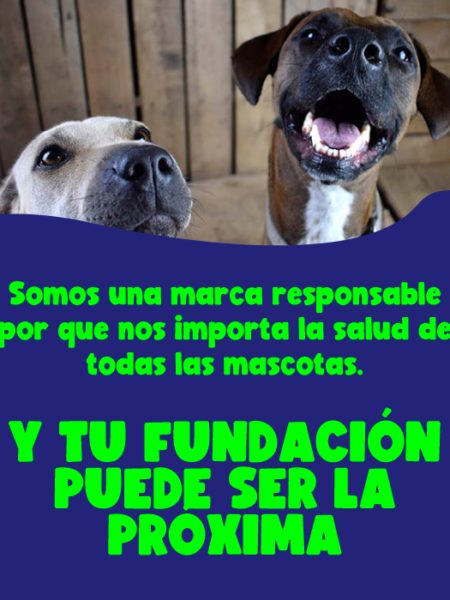 Somos una marca responsable
por que nos importa la salud de
todas las mascotas.
Y TU FUNDACIÓN
PUEDE SER LA
PRÓXIMA